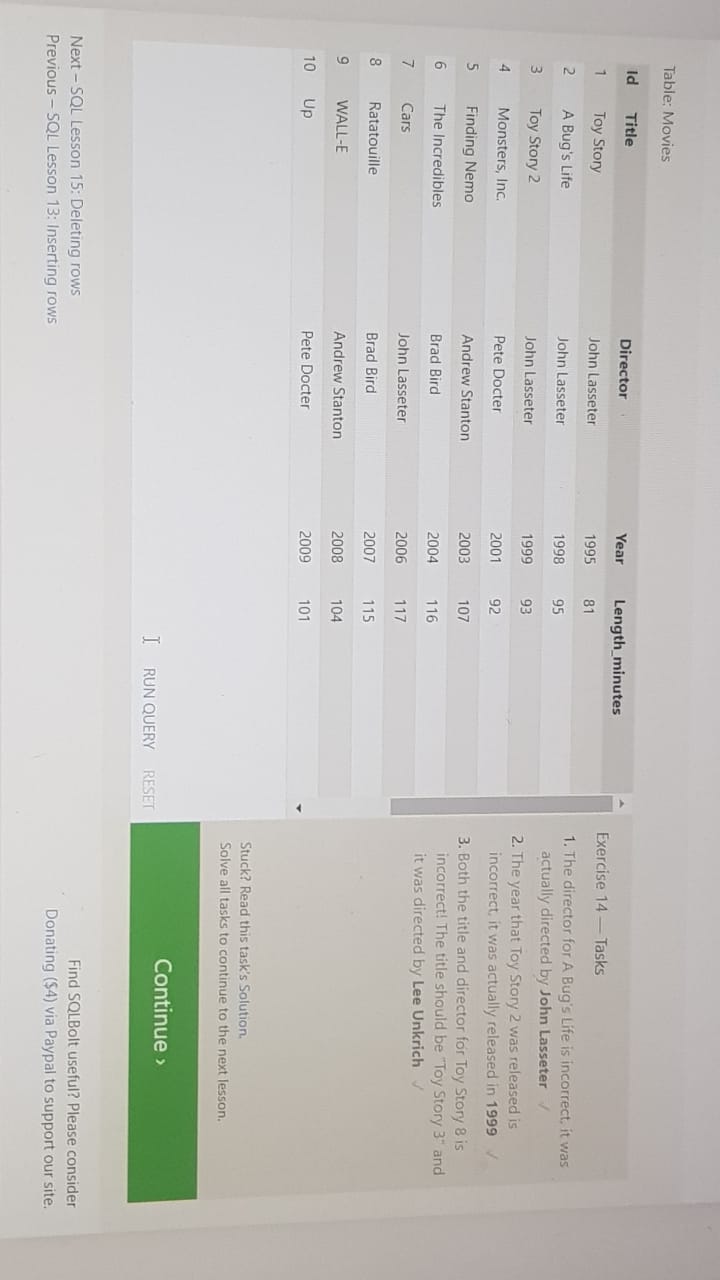 Table: Movies
Id Title Director Year Length_minutes
1 Toy Story John Lasseter 1995 81
2 A Bug's Life John Lasseter 1998 95
3 Toy Story 2 John Lasseter 1999 93
4 Monsters, Inc. Pete Docter 2001 92
5 Finding Nemo Andrew Stanton 2003 107
6 The Incredibles Brad Bird 2004 116
7 Cars John Lasseter 2006 117
8 Ratatouille Brad Bird 2007 115
9 WALL-E Andrew Stanton 2008 104
10 Up Pete Docter 2009 101
RUN QUERY RESET
Exercise 14 — Tasks
1. The director for A Bug's Life is incorrect, it was
actually directed by John Lasseter ✓
2. The year that Toy Story 2 was released is
incorrect, it was actually released in 1999 ✓
3. Both the title and director for Toy Story 8 is
incorrect! The title should be "Toy Story 3" and
it was directed by Lee Unkrich ✓
Stuck? Read this task's Solution.
Solve all tasks to continue to the next lesson.
Continue ›
Next – SQL Lesson 15: Deleting rows
Previous – SQL Lesson 13: Inserting rows
Find SQLBolt useful? Please consider
Donating ($4) via Paypal to support our site.